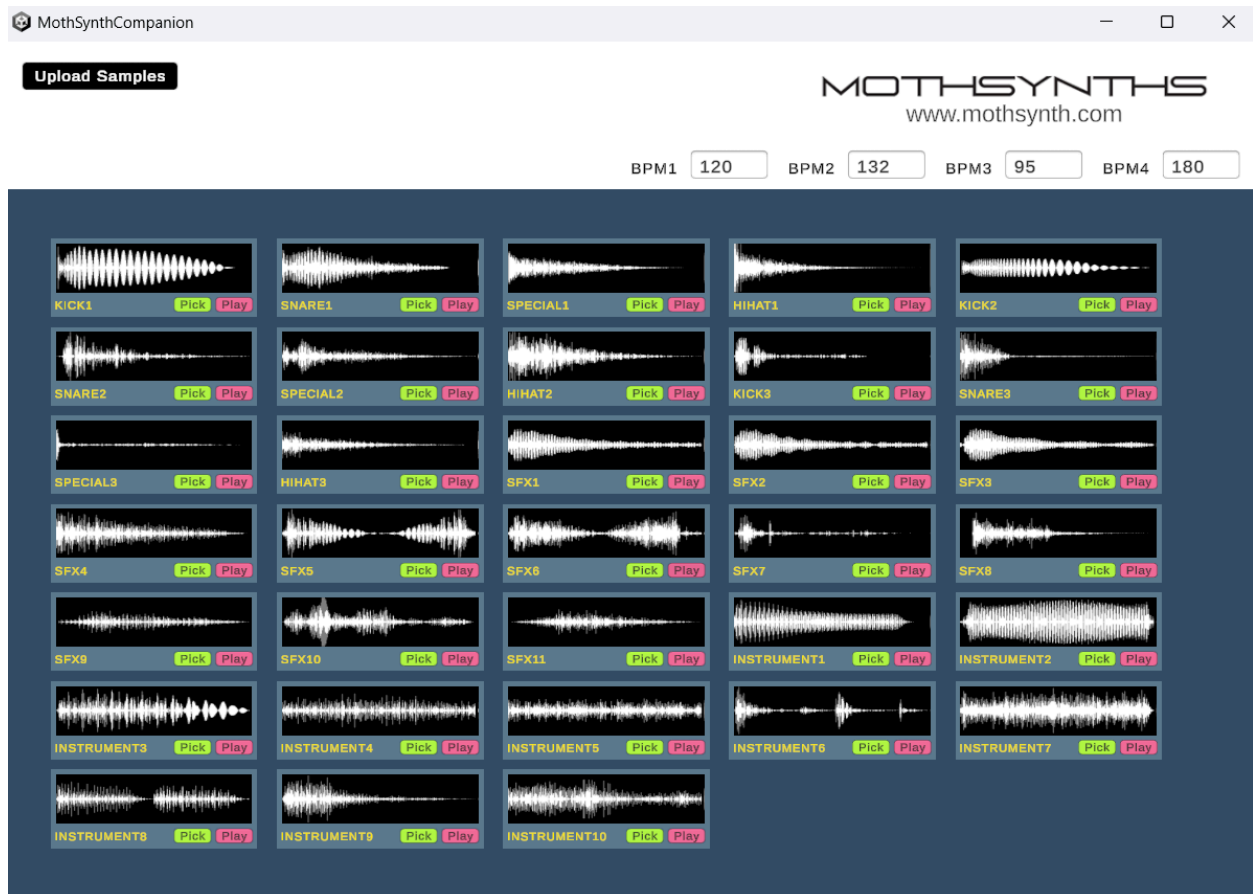 MothSynthCompanion
Upload Samples
MOTHSYNTHS
www.mothsynth.com
BPM1 120 BPM2 132 BPM3 95 BPM4 180
KICK1 Pick Play SNARE1 Pick Play SPECIAL1 Pick Play HIHAT1 Pick Play KICK2 Pick Play
SNARE2 Pick Play SPECIAL2 Pick Play HIHAT2 Pick Play KICK3 Pick Play SNARE3 Pick Play
SPECIAL3 Pick Play HIHAT3 Pick Play SFX1 Pick Play SFX2 Pick Play SFX3 Pick Play
SFX4 Pick Play SFX5 Pick Play SFX6 Pick Play SFX7 Pick Play SFX8 Pick Play
SFX9 Pick Play SFX10 Pick Play SFX11 Pick Play INSTRUMENT1 Pick Play INSTRUMENT2 Pick Play
INSTRUMENT3 Pick Play INSTRUMENT4 Pick Play INSTRUMENT5 Pick Play INSTRUMENT6 Pick Play INSTRUMENT7 Pick Play
INSTRUMENT8 Pick Play INSTRUMENT9 Pick Play INSTRUMENT10 Pick Play